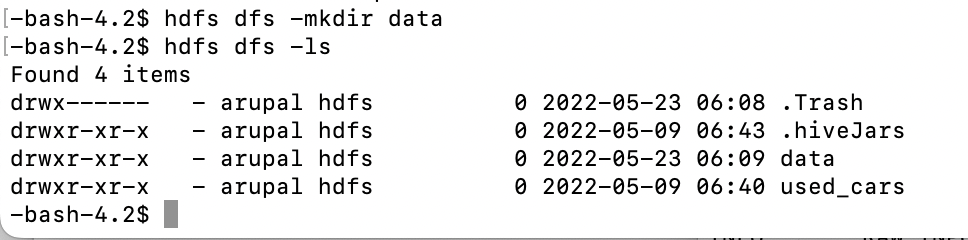 [-bash-4.2$ hdfs dfs -mkdir data
[-bash-4.2$ hdfs dfs -ls
Found 4 items
drwx------   - arupal hdfs          0 2022-05-23 06:08 .Trash
drwxr-xr-x   - arupal hdfs          0 2022-05-09 06:43 .hiveJars
drwxr-xr-x   - arupal hdfs          0 2022-05-23 06:09 data
drwxr-xr-x   - arupal hdfs          0 2022-05-09 06:40 used_cars
-bash-4.2$